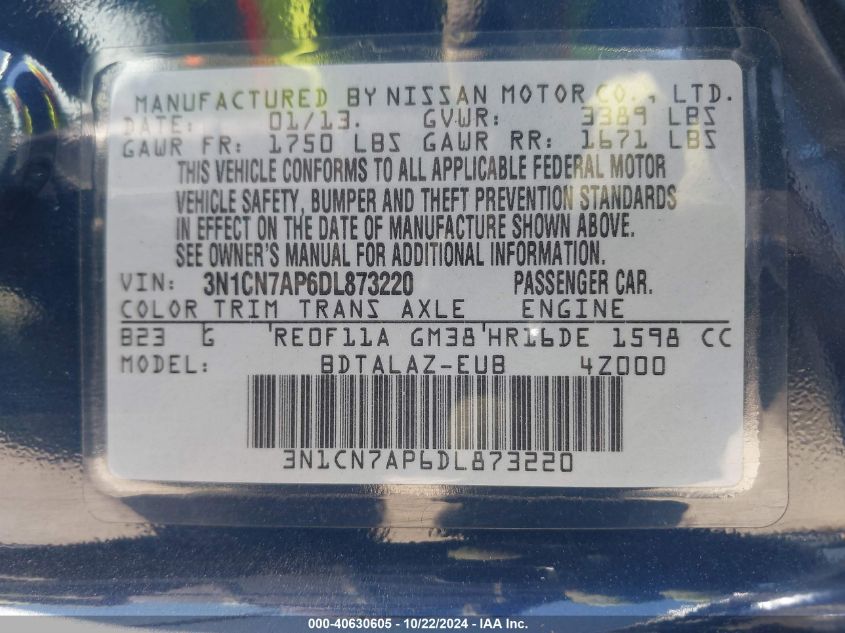 MANUFACTURED BY NISSAN MOTOR CO., LTD.
DATE: 01/13. GVWR: 3389 LBS
GAWR FR: 1750 LBS GAWR RR: 1671 LBS
THIS VEHICLE CONFORMS TO ALL APPLICABLE FEDERAL MOTOR
VEHICLE SAFETY, BUMPER AND THEFT PREVENTION STANDARDS
IN EFFECT ON THE DATE OF MANUFACTURE SHOWN ABOVE.
SEE OWNER'S MANUAL FOR ADDITIONAL INFORMATION.
VIN: 3N1CN7AP6DL873220 PASSENGER CAR.
COLOR TRIM TRANS AXLE ENGINE
B23 G 'RE0F11A GM38'HR16DE 1598 CC
MODEL: BDTALAZ-EUB 4Z000
3N1CN7AP6DL873220
000-40630605 - 10/22/2024 - © IAA, Inc.